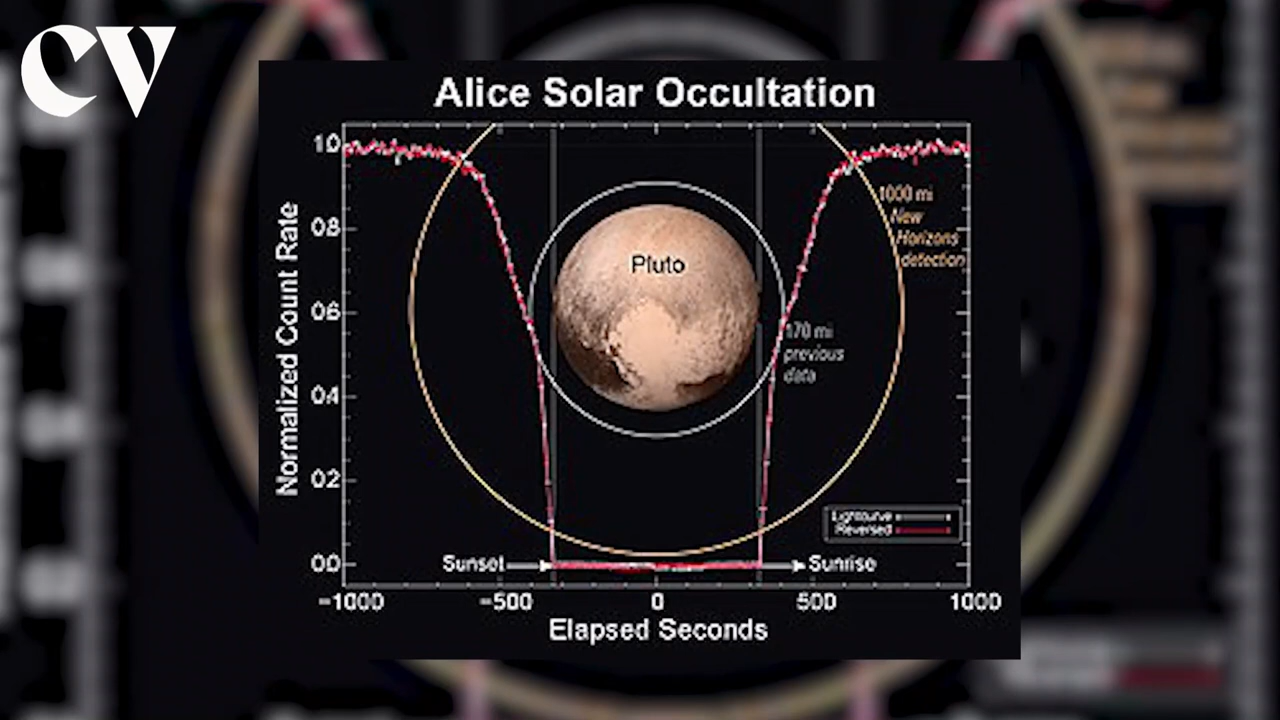 CV
Alice Solar Occultation
Normalized Count Rate
1.0
0.8
0.6
0.4
0.2
0.0
Pluto
1000 mi
New
Horizons
detection
170 mi
previous
data
Lightcurve
Reversed
Sunset
Sunrise
-1000
-500
0
500
1000
Elapsed Seconds